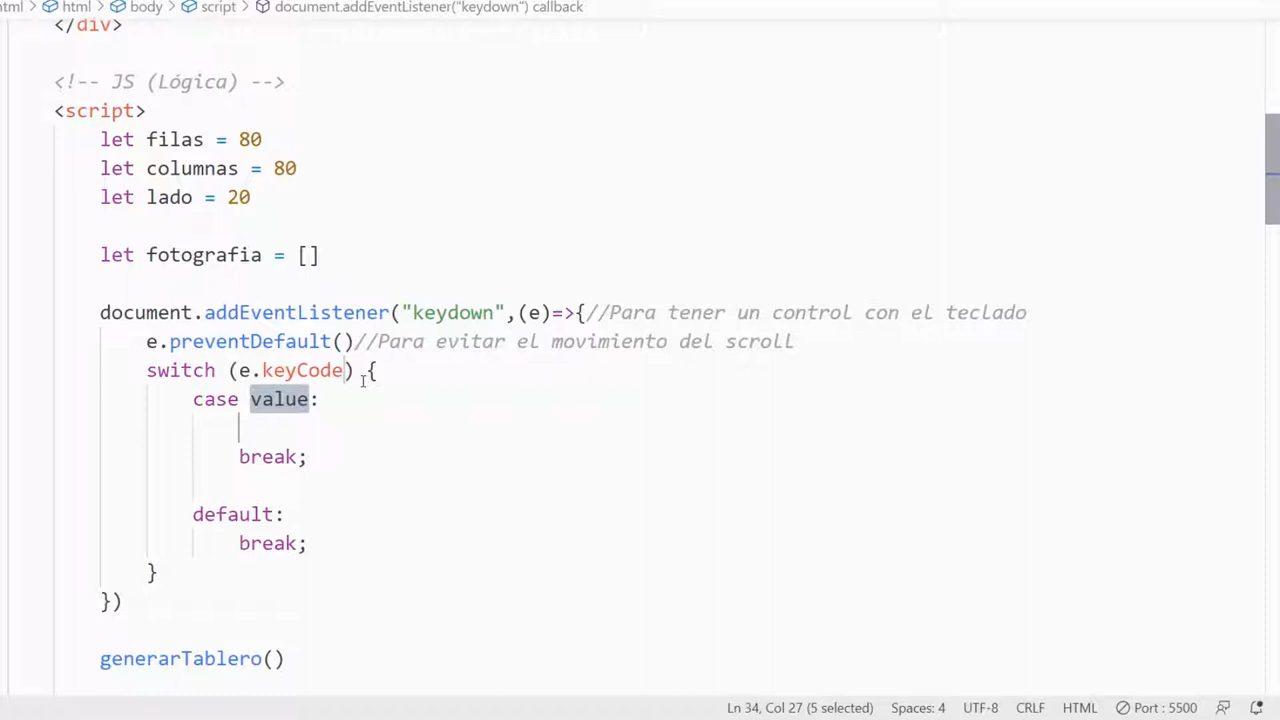 html > html > body > script > document.addEventListener("keydown") callback
</div>
<!-- JS (Lógica) -->
<script>
let filas = 80
let columnas = 80
let lado = 20
let fotografia = []
document.addEventListener("keydown",(e)=>{//Para tener un control con el teclado
e.preventDefault()//Para evitar el movimiento del scroll
switch (e.keyCode) {
case value:
break;
default:
break;
}
})
generarTablero()
Ln 34, Col 27 (5 selected) Spaces: 4 UTF-8 CRLF HTML Port : 5500